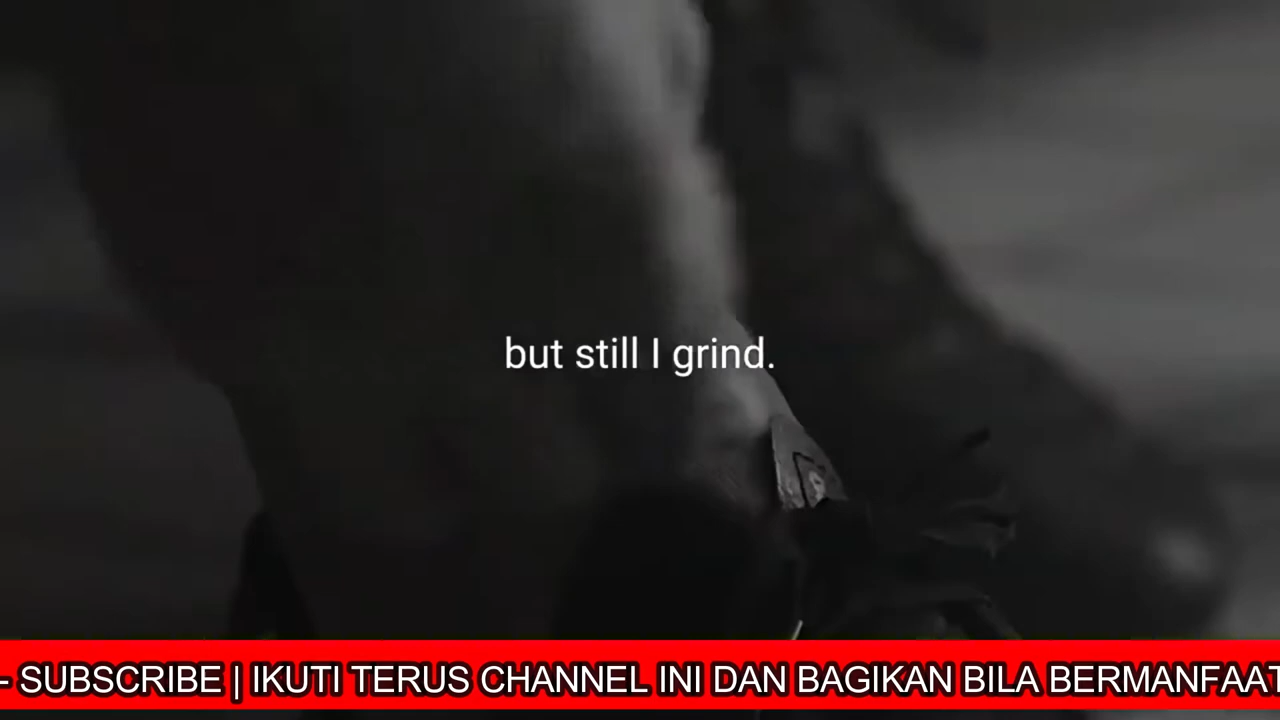 but still I grind.
- SUBSCRIBE | IKUTI TERUS CHANNEL INI DAN BAGIKAN BILA BERMANFAAT